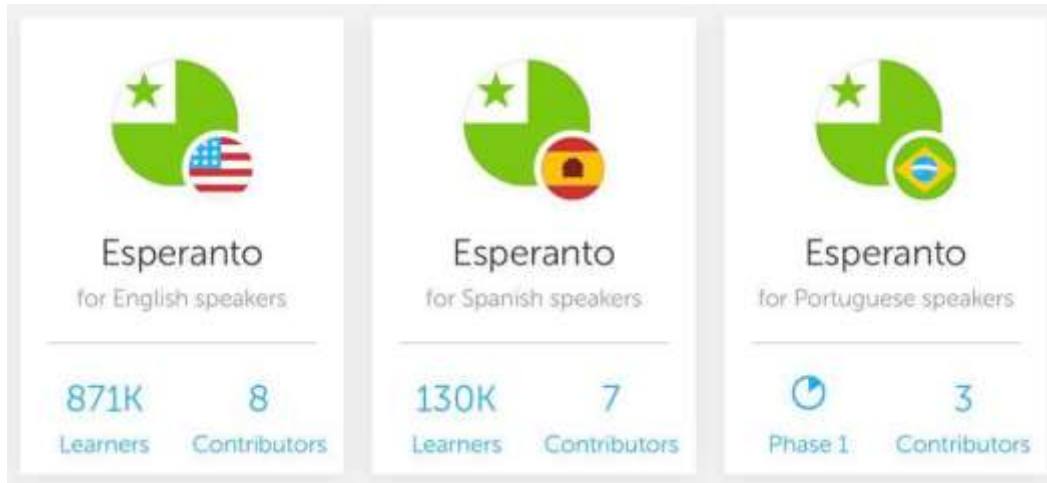 Esperanto
for English speakers
871K 8
Learners Contributors
Esperanto
for Spanish speakers
130K 7
Learners Contributors
Esperanto
for Portuguese speakers
3
Phase 1 Contributors